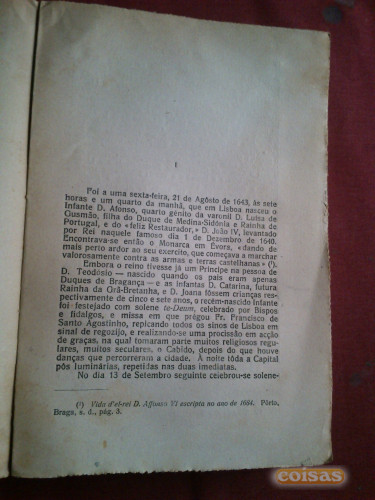 I
Foi a uma sexta-feira, 21 de Agôsto de 1643, às sete
horas e um quarto da manhã, que em Lisboa nasceu o
Infante D. Afonso, quarto génito da varonil D. Luísa de
Gusmão, filha do Duque de Medina-Sidónia e Rainha de
Portugal, e do «feliz Restaurador,» D. João IV, levantado
por Rei naquele famoso dia 1 de Dezembro de 1640.
Encontrava-se então o Monarca em Évora, «dando de
mais perto ardor ao seu exército, que começava a marchar
valorosamente contra as armas e terras castelhanas» (¹).
Embora o reino tivesse já um Príncipe na pessoa de
D. Teodósio — nascido quando os pais eram apenas
Duques de Bragança — e as infantas D. Catarina, futura
Rainha da Grã-Bretanha, e D. Joana fôssem crianças res-
pectivamente de cinco e sete anos, o recém-nascido Infante
foi festejado com solene te-Deum, celebrado por Bispos
e fidalgos, e missa em que prègou Fr. Francisco de
Santo Agostinho, repicando todos os sinos de Lisboa em
sinal de regozijo, e realizando-se uma procissão em acção
de graças, na qual tomaram parte muitos religiosos regu-
lares, muitos seculares, o Cabido, depois do que houve
danças que percorreram a cidade. À noite tôda a Capital
pôs luminárias, repetidas nas duas imediatas.
No dia 13 de Setembro seguinte celebrou-se solene-
(¹) Vida d'el-rei D. Affonso VI escripta no ano de 1684. Pôrto,
Braga, s. d., pág. 5.
coisas